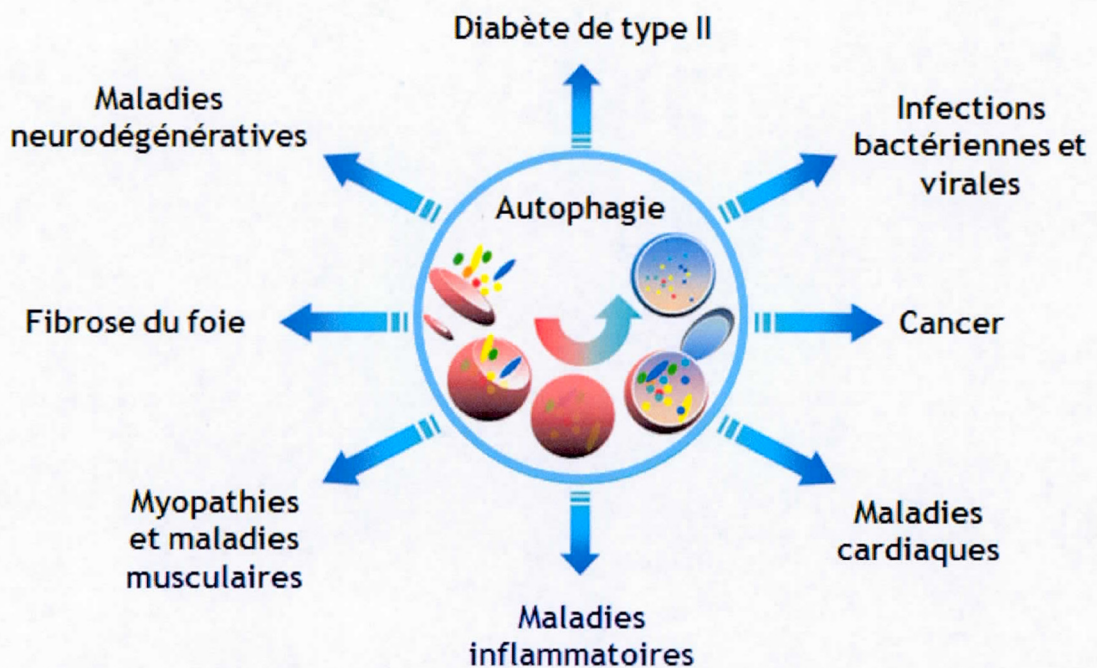 Diabète de type II
Maladies
neurodégénératives
Infections
bactériennes et
virales
Autophagie
Fibrose du foie
Cancer
Myopathies
et maladies
musculaires
Maladies
cardiaques
Maladies
inflammatoires